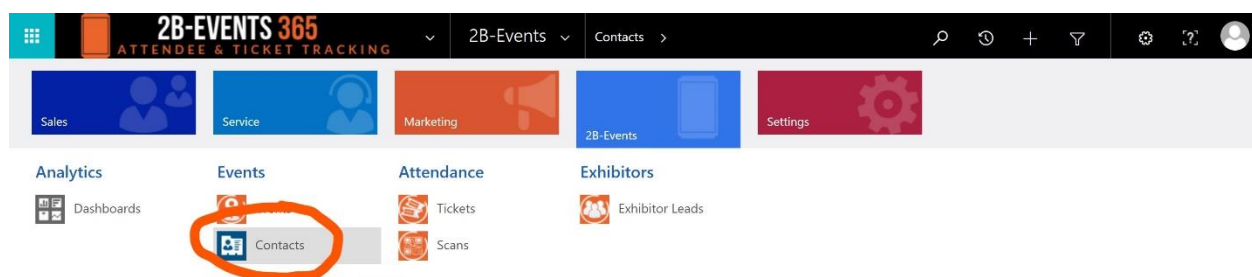 2B-EVENTS 365
ATTENDEE & TICKET TRACKING
2B-Events
Contacts >
[?]
Sales
Service
Marketing
2B-Events
Settings
Analytics
Events
Attendance
Exhibitors
Dashboards
Tickets
Exhibitor Leads
Contacts
Scans